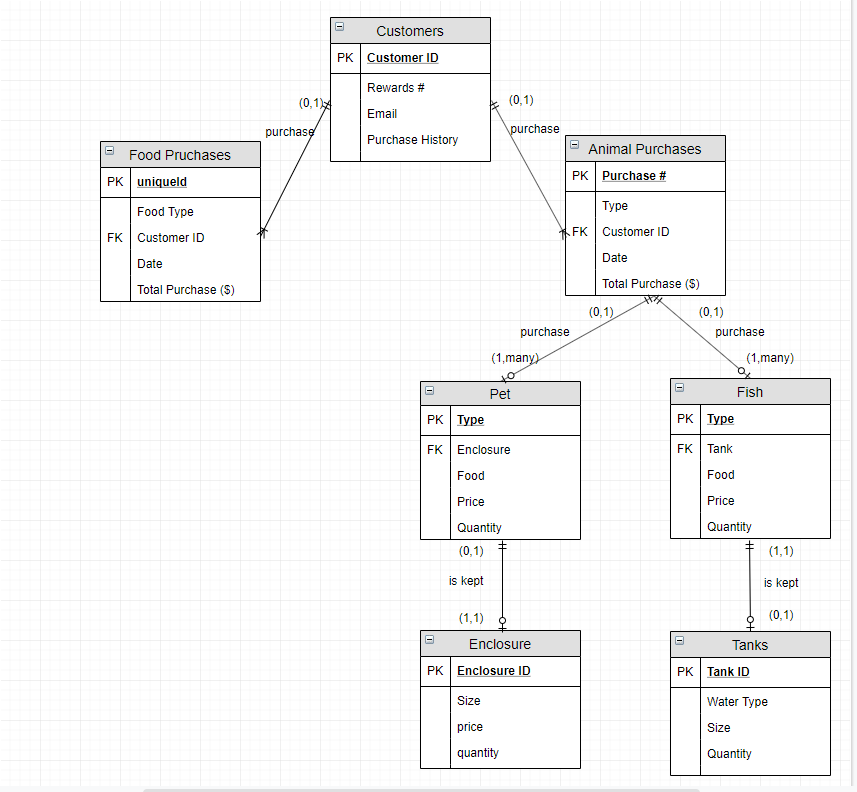 Customers
PK Customer ID
Rewards #
Email
Purchase History
(0,1)
purchase
(0,1)
purchase
Food Pruchases
PK uniqueId
Food Type
FK Customer ID
Date
Total Purchase ($)
Animal Purchases
PK Purchase #
Type
FK Customer ID
Date
Total Purchase ($)
(0,1)
purchase
(1,many)
(0,1)
purchase
(1,many)
Pet
PK Type
FK Enclosure
Food
Price
Quantity
Fish
PK Type
FK Tank
Food
Price
Quantity
(0,1)
is kept
(1,1)
(1,1)
is kept
(0,1)
Enclosure
PK Enclosure ID
Size
price
quantity
Tanks
PK Tank ID
Water Type
Size
Quantity